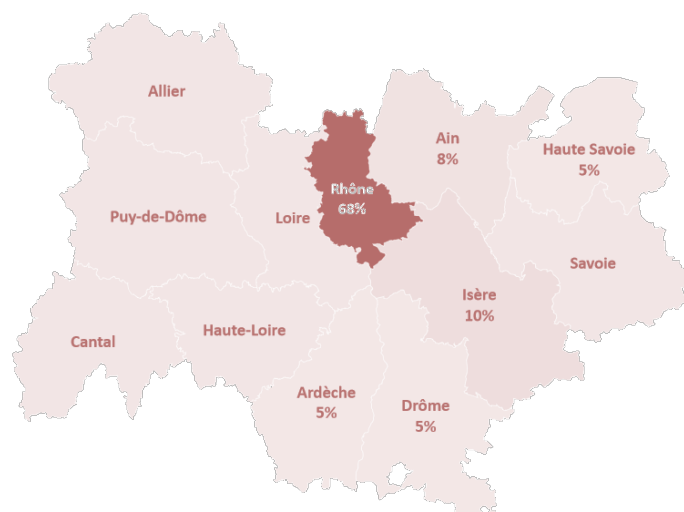 Allier
Ain
8%
Haute Savoie
5%
Rhône
68%
Puy-de-Dôme
Loire
Savoie
Isère
10%
Haute-Loire
Cantal
Ardèche
5%
Drôme
5%